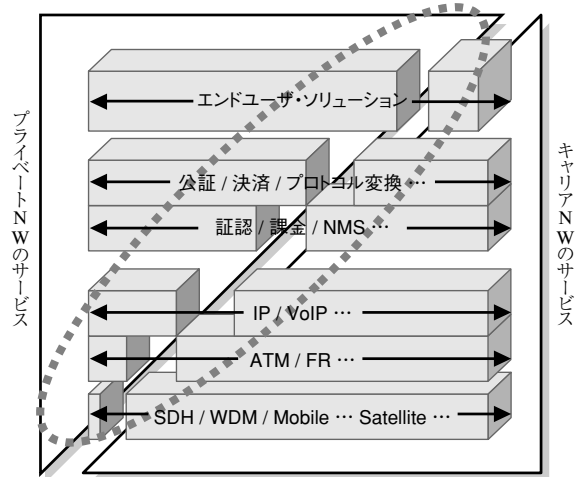 プライベートNWのサービス
エンドユーザ・ソリューション
公証 / 決済 / プロトコル変換 …
証認 / 課金 / NMS …
IP / VoIP …
ATM / FR …
SDH / WDM / Mobile … Satellite …
キャリアNWのサービス